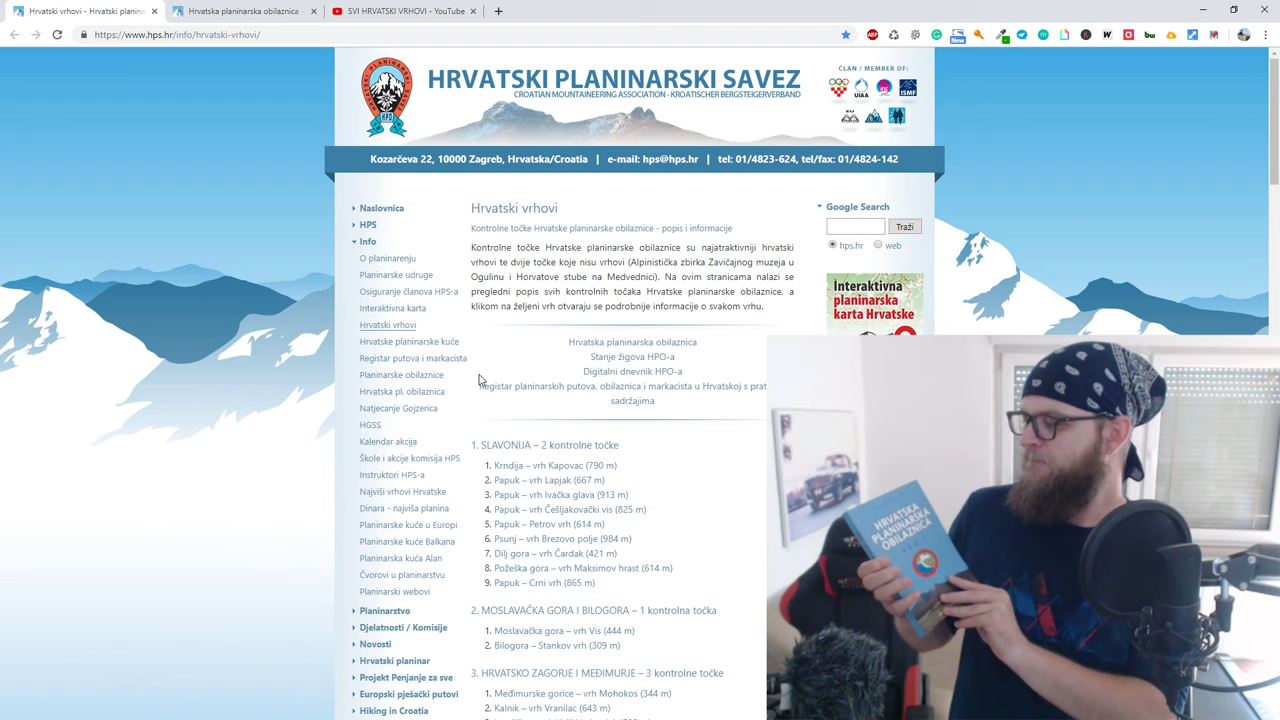 Hrvatski vrhovi - Hrvatski planina
Hrvatska planinarska obilaznica -
SVI HRVATSKI VRHOVI - YouTube
https://www.hps.hr/info/hrvatski-vrhovi/
HRVATSKI PLANINARSKI SAVEZ
CROATIAN MOUNTAINEERING ASSOCIATION - KROATISCHER BERGSTEIGERVERBAND
ČLAN / MEMBER OF:
UIAA
ISMF
HPD
Kozarčeva 22, 10000 Zagreb, Hrvatska/Croatia | e-mail: hps@hps.hr | tel: 01/4823-624, tel/fax: 01/4824-142
Naslovnica
HPS
Info
O planinarenju
Planinarske udruge
Osiguranje članova HPS-a
Interaktivna karta
Hrvatski vrhovi
Hrvatske planinarske kuće
Registar putova i markacista
Planinarske obilaznice
Hrvatska pl. obilaznica
Natjecanje Gojzerica
HGSS
Kalendar akcija
Škole i akcije komisija HPS
Instruktori HPS-a
Najviši vrhovi Hrvatske
Dinara - najviša planina
Planinarske kuće u Europi
Planinarske kuće Balkana
Planinarska kuća Alan
Čvorovi u planinarstvu
Planinarski webovi
Planinarstvo
Djelatnosti / Komisije
Novosti
Hrvatski planinar
Projekt Penjanje za sve
Europski pješački putovi
Hiking in Croatia
Hrvatski vrhovi
Kontrolne točke Hrvatske planinarske obilaznice - popis i informacije
Kontrolne točke Hrvatske planinarske obilaznice su najatraktivniji hrvatski
vrhovi te dvije točke koje nisu vrhovi (Alpinistička zbirka Zavičajnog muzeja u
Ogulinu i Horvatove stube na Medvednici). Na ovim stranicama nalazi se
pregledni popis svih kontrolnih točaka Hrvatske planinarske obilaznice, a
klikom na željeni vrh otvaraju se podrobnije informacije o svakom vrhu.
Hrvatska planinarska obilaznica
Stanje žigova HPO-a
Digitalni dnevnik HPO-a
Registar planinarskih putova, obilaznica i markacista u Hrvatskoj s prat
sadržajima
1. SLAVONIJA – 2 kontrolne točke
1. Krndija – vrh Kapovac (790 m)
2. Papuk – vrh Lapjak (667 m)
3. Papuk – vrh Ivačka glava (913 m)
4. Papuk – vrh Češljakovački vis (825 m)
5. Papuk – Petrov vrh (614 m)
6. Psunj – vrh Brezovo polje (984 m)
7. Dilj gora – vrh Čardak (421 m)
8. Požeška gora – vrh Maksimov hrast (614 m)
9. Papuk – Crni vrh (865 m)
2. MOSLAVAČKA GORA I BILOGORA – 1 kontrolna točka
1. Moslavačka gora – vrh Vis (444 m)
2. Bilogora – Stankov vrh (309 m)
3. HRVATSKO ZAGORJE I MEĐIMURJE – 3 kontrolne točke
1. Međimurske gorice – vrh Mohokos (344 m)
2. Kalnik – vrh Vranilac (643 m)
Google Search
Traži
hps.hr web
Interaktivna
planinarska
karta Hrvatske
HRVATSKA
PLANINARSKA
OBILAZNICA